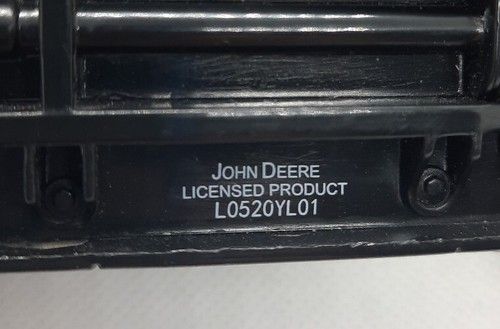 JOHN DEERE
LICENSED PRODUCT
L0520YL01